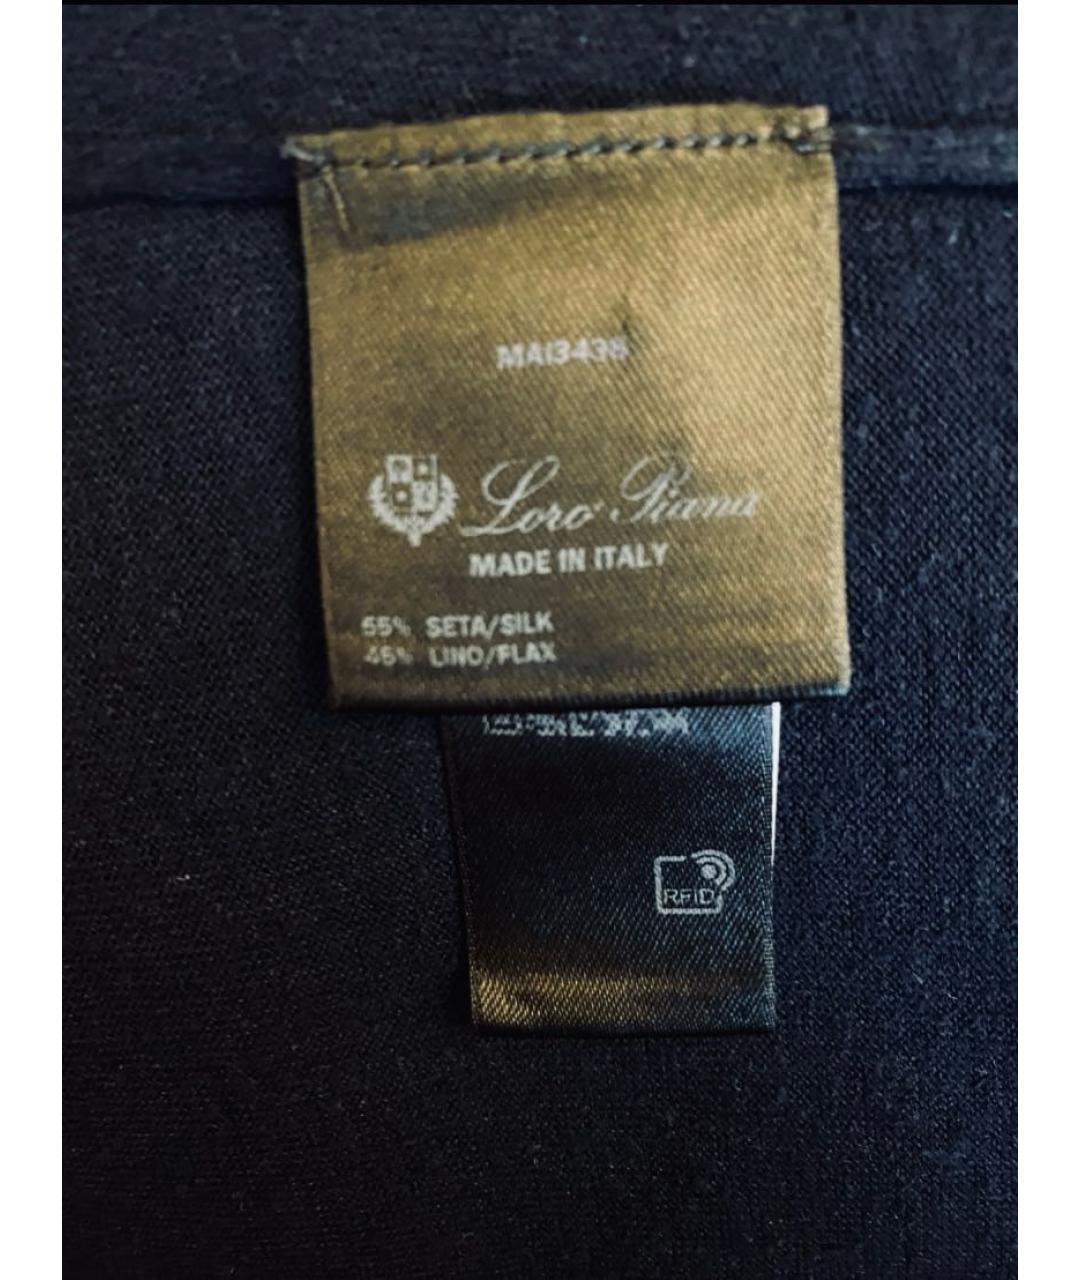 MAI3438
Loro Piana
MADE IN ITALY
55% SETA/SILK
45% LINO/FLAX
RFID